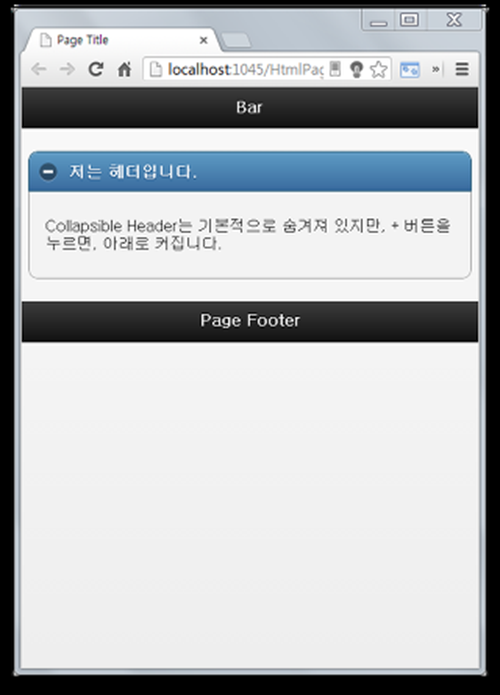 Page Title
localhost:1045/HtmlPag
Bar
저는 헤더입니다.
Collapsible Header는 기본적으로 숨겨져 있지만, + 버튼을
누르면, 아래로 커집니다.
Page Footer